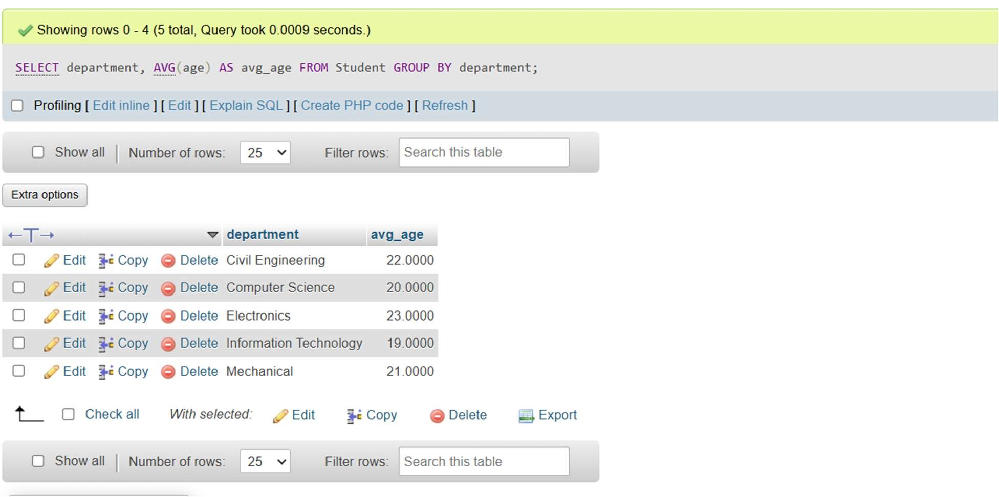 Showing rows 0 - 4 (5 total, Query took 0.0009 seconds.)
SELECT department, AVG(age) AS avg_age FROM Student GROUP BY department;
Profiling [ Edit inline ] [ Edit ] [ Explain SQL ] [ Create PHP code ] [ Refresh ]
Show all Number of rows: 25 Filter rows: Search this table
Extra options
←T→ department avg_age
Edit Copy Delete Civil Engineering 22.0000
Edit Copy Delete Computer Science 20.0000
Edit Copy Delete Electronics 23.0000
Edit Copy Delete Information Technology 19.0000
Edit Copy Delete Mechanical 21.0000
Check all With selected: Edit Copy Delete Export
Show all Number of rows: 25 Filter rows: Search this table